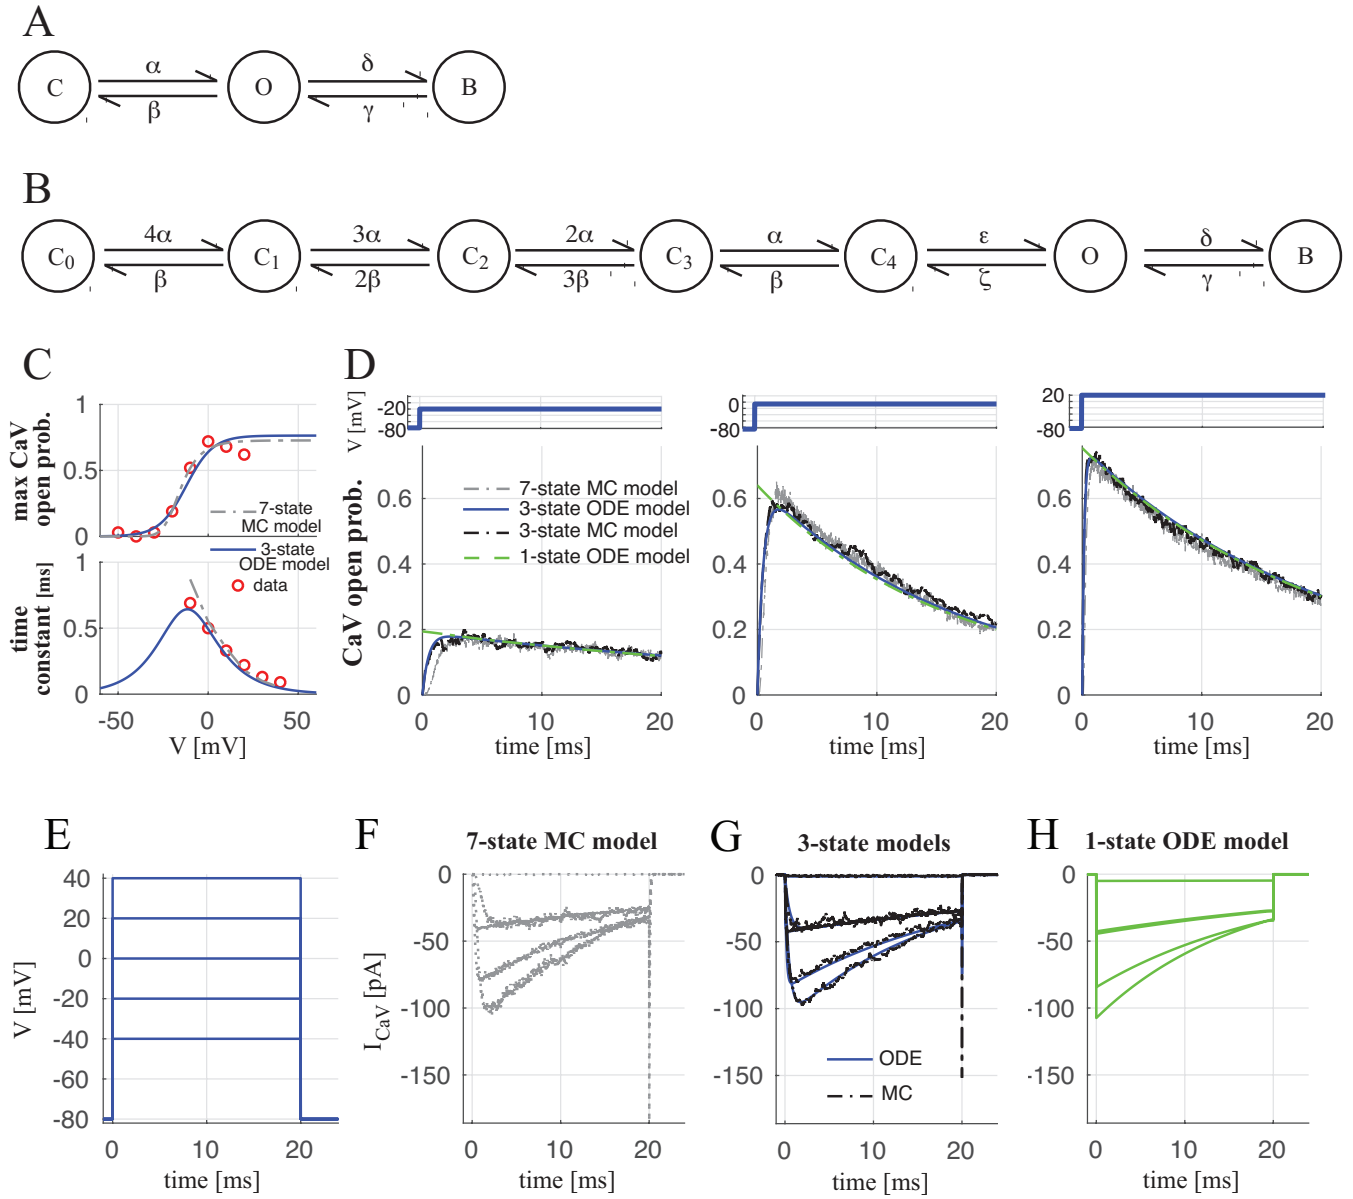 A
C
α
β
O
δ
γ
B
B
C0
4α
β
C1
3α
2β
C2
2α
3β
C3
α
β
C4
ε
ζ
O
δ
γ
B
C
max CaV
open prob.
1
0.5
0
7-state
MC model
3-state
ODE model
data
time
constant [ms]
1
0.5
0
-50
0
50
V [mV]
D
V [mV]
-20
-80
0
-80
20
-80
CaV open prob.
0.6
0.4
0.2
0
7-state MC model
3-state ODE model
3-state MC model
1-state ODE model
0
10
20
time [ms]
0.6
0.4
0.2
0
0
10
20
time [ms]
0.6
0.4
0.2
0
0
10
20
time [ms]
E
V [mV]
40
20
0
-20
-40
-60
-80
0
10
20
time [ms]
F
7-state MC model
ICaV [pA]
0
-50
-100
-150
0
10
20
time [ms]
G
3-state models
0
-50
-100
-150
ODE
MC
0
10
20
time [ms]
H
1-state ODE model
0
-50
-100
-150
0
10
20
time [ms]